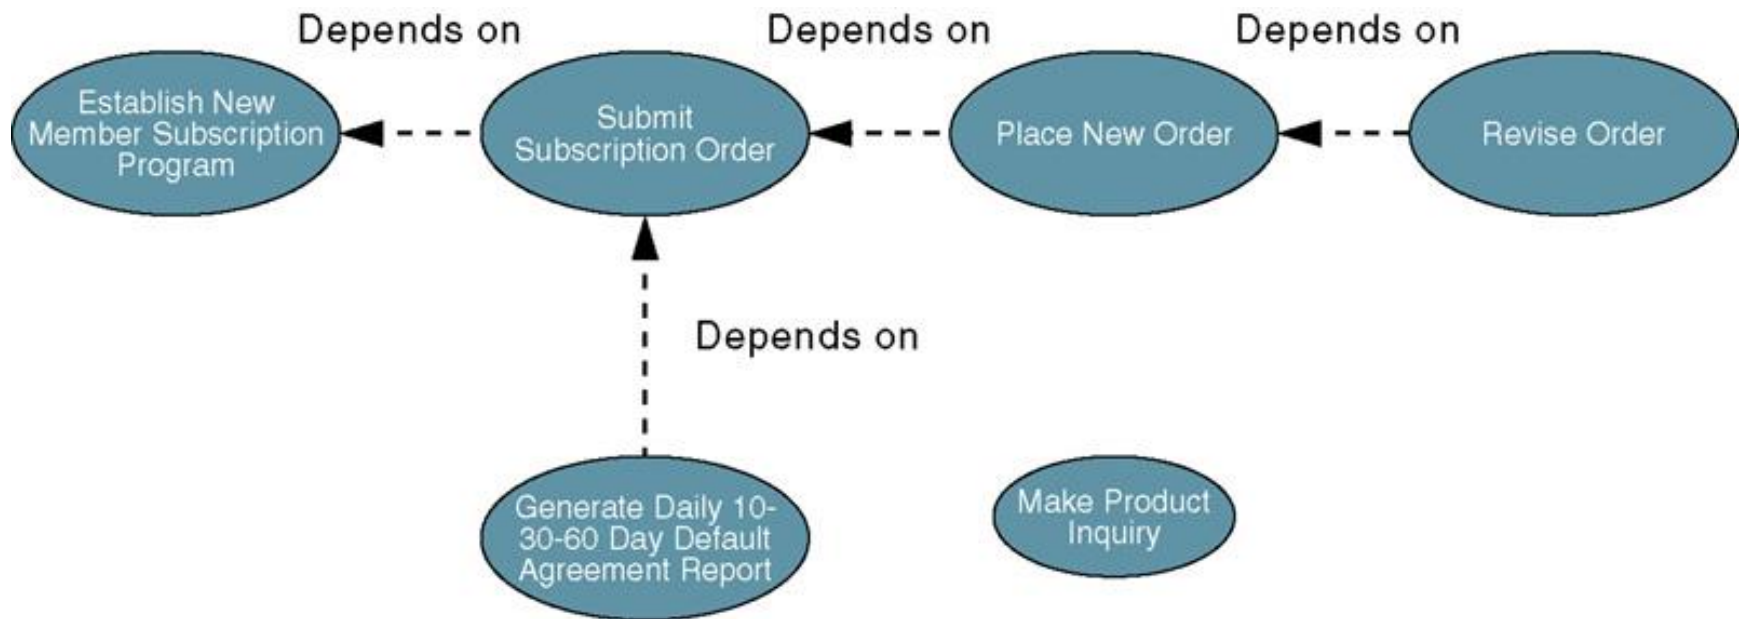 Depends on
Depends on
Depends on
Establish New
Member Subscription
Program
Submit
Subscription Order
Place New Order
Revise Order
Depends on
Generate Daily 10-
30-60 Day Default
Agreement Report
Make Product
Inquiry